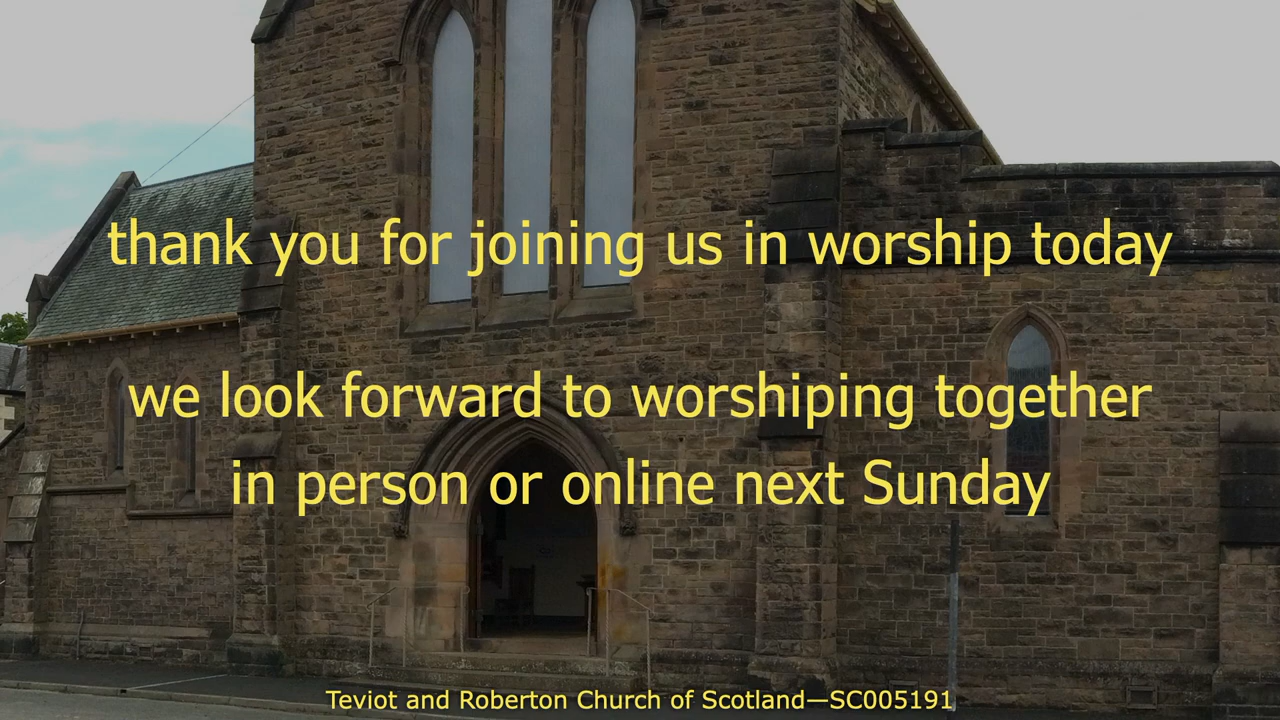 thank you for joining us in worship today
we look forward to worshiping together
in person or online next Sunday
Teviot and Roberton Church of Scotland—SC005191